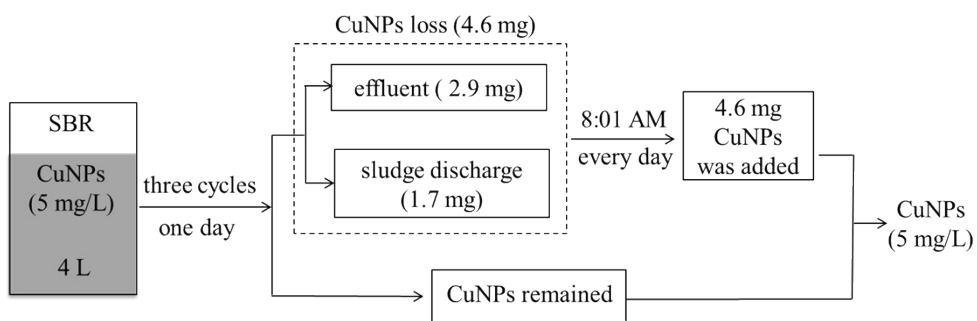 CuNPs loss (4.6 mg)
effluent ( 2.9 mg)
SBR
CuNPs
(5 mg/L)
4 L
three cycles
one day
sludge discharge
(1.7 mg)
8:01 AM
every day
4.6 mg
CuNPs
was added
CuNPs
(5 mg/L)
CuNPs remained